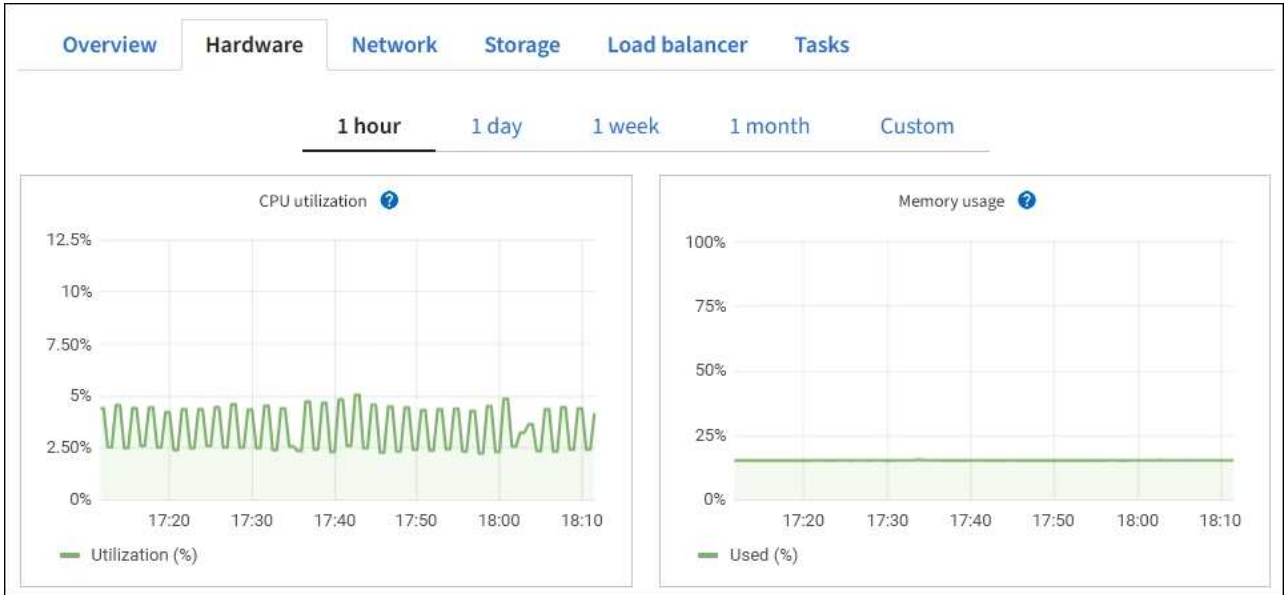 Overview Hardware Network Storage Load balancer Tasks
1 hour 1 day 1 week 1 month Custom
CPU utilization ?
12.5%
10%
7.50%
5%
2.50%
0%
17:20 17:30 17:40 17:50 18:00 18:10
Utilization (%)
Memory usage ?
100%
75%
50%
25%
0%
17:20 17:30 17:40 17:50 18:00 18:10
Used (%)